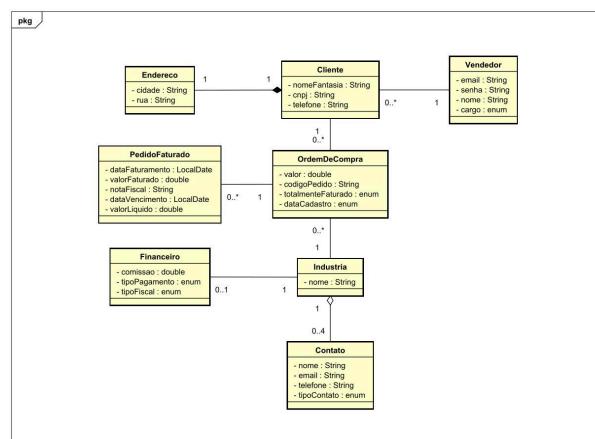 pkg
Endereco
- cidade : String
- rua : String
1
1
Cliente
- nomeFantasia : String
- cnpj : String
- telefone : String
0..*
1
Vendedor
- email : String
- senha : String
- nome : String
- cargo : enum
1
0..*
PedidoFaturado
- dataFaturamento : LocalDate
- valorFaturado : double
- notaFiscal : String
- dataVencimento : LocalDate
- valorLiquido : double
0..*
1
OrdemDeCompra
- valor : double
- codigoPedido : String
- totalmenteFaturado : enum
- dataCadastro : enum
0..*
1
Financeiro
- comissao : double
- tipoPagamento : enum
- tipoFiscal : enum
0..1
1
Industria
- nome : String
1
0..4
Contato
- nome : String
- email : String
- telefone : String
- tipoContato : enum